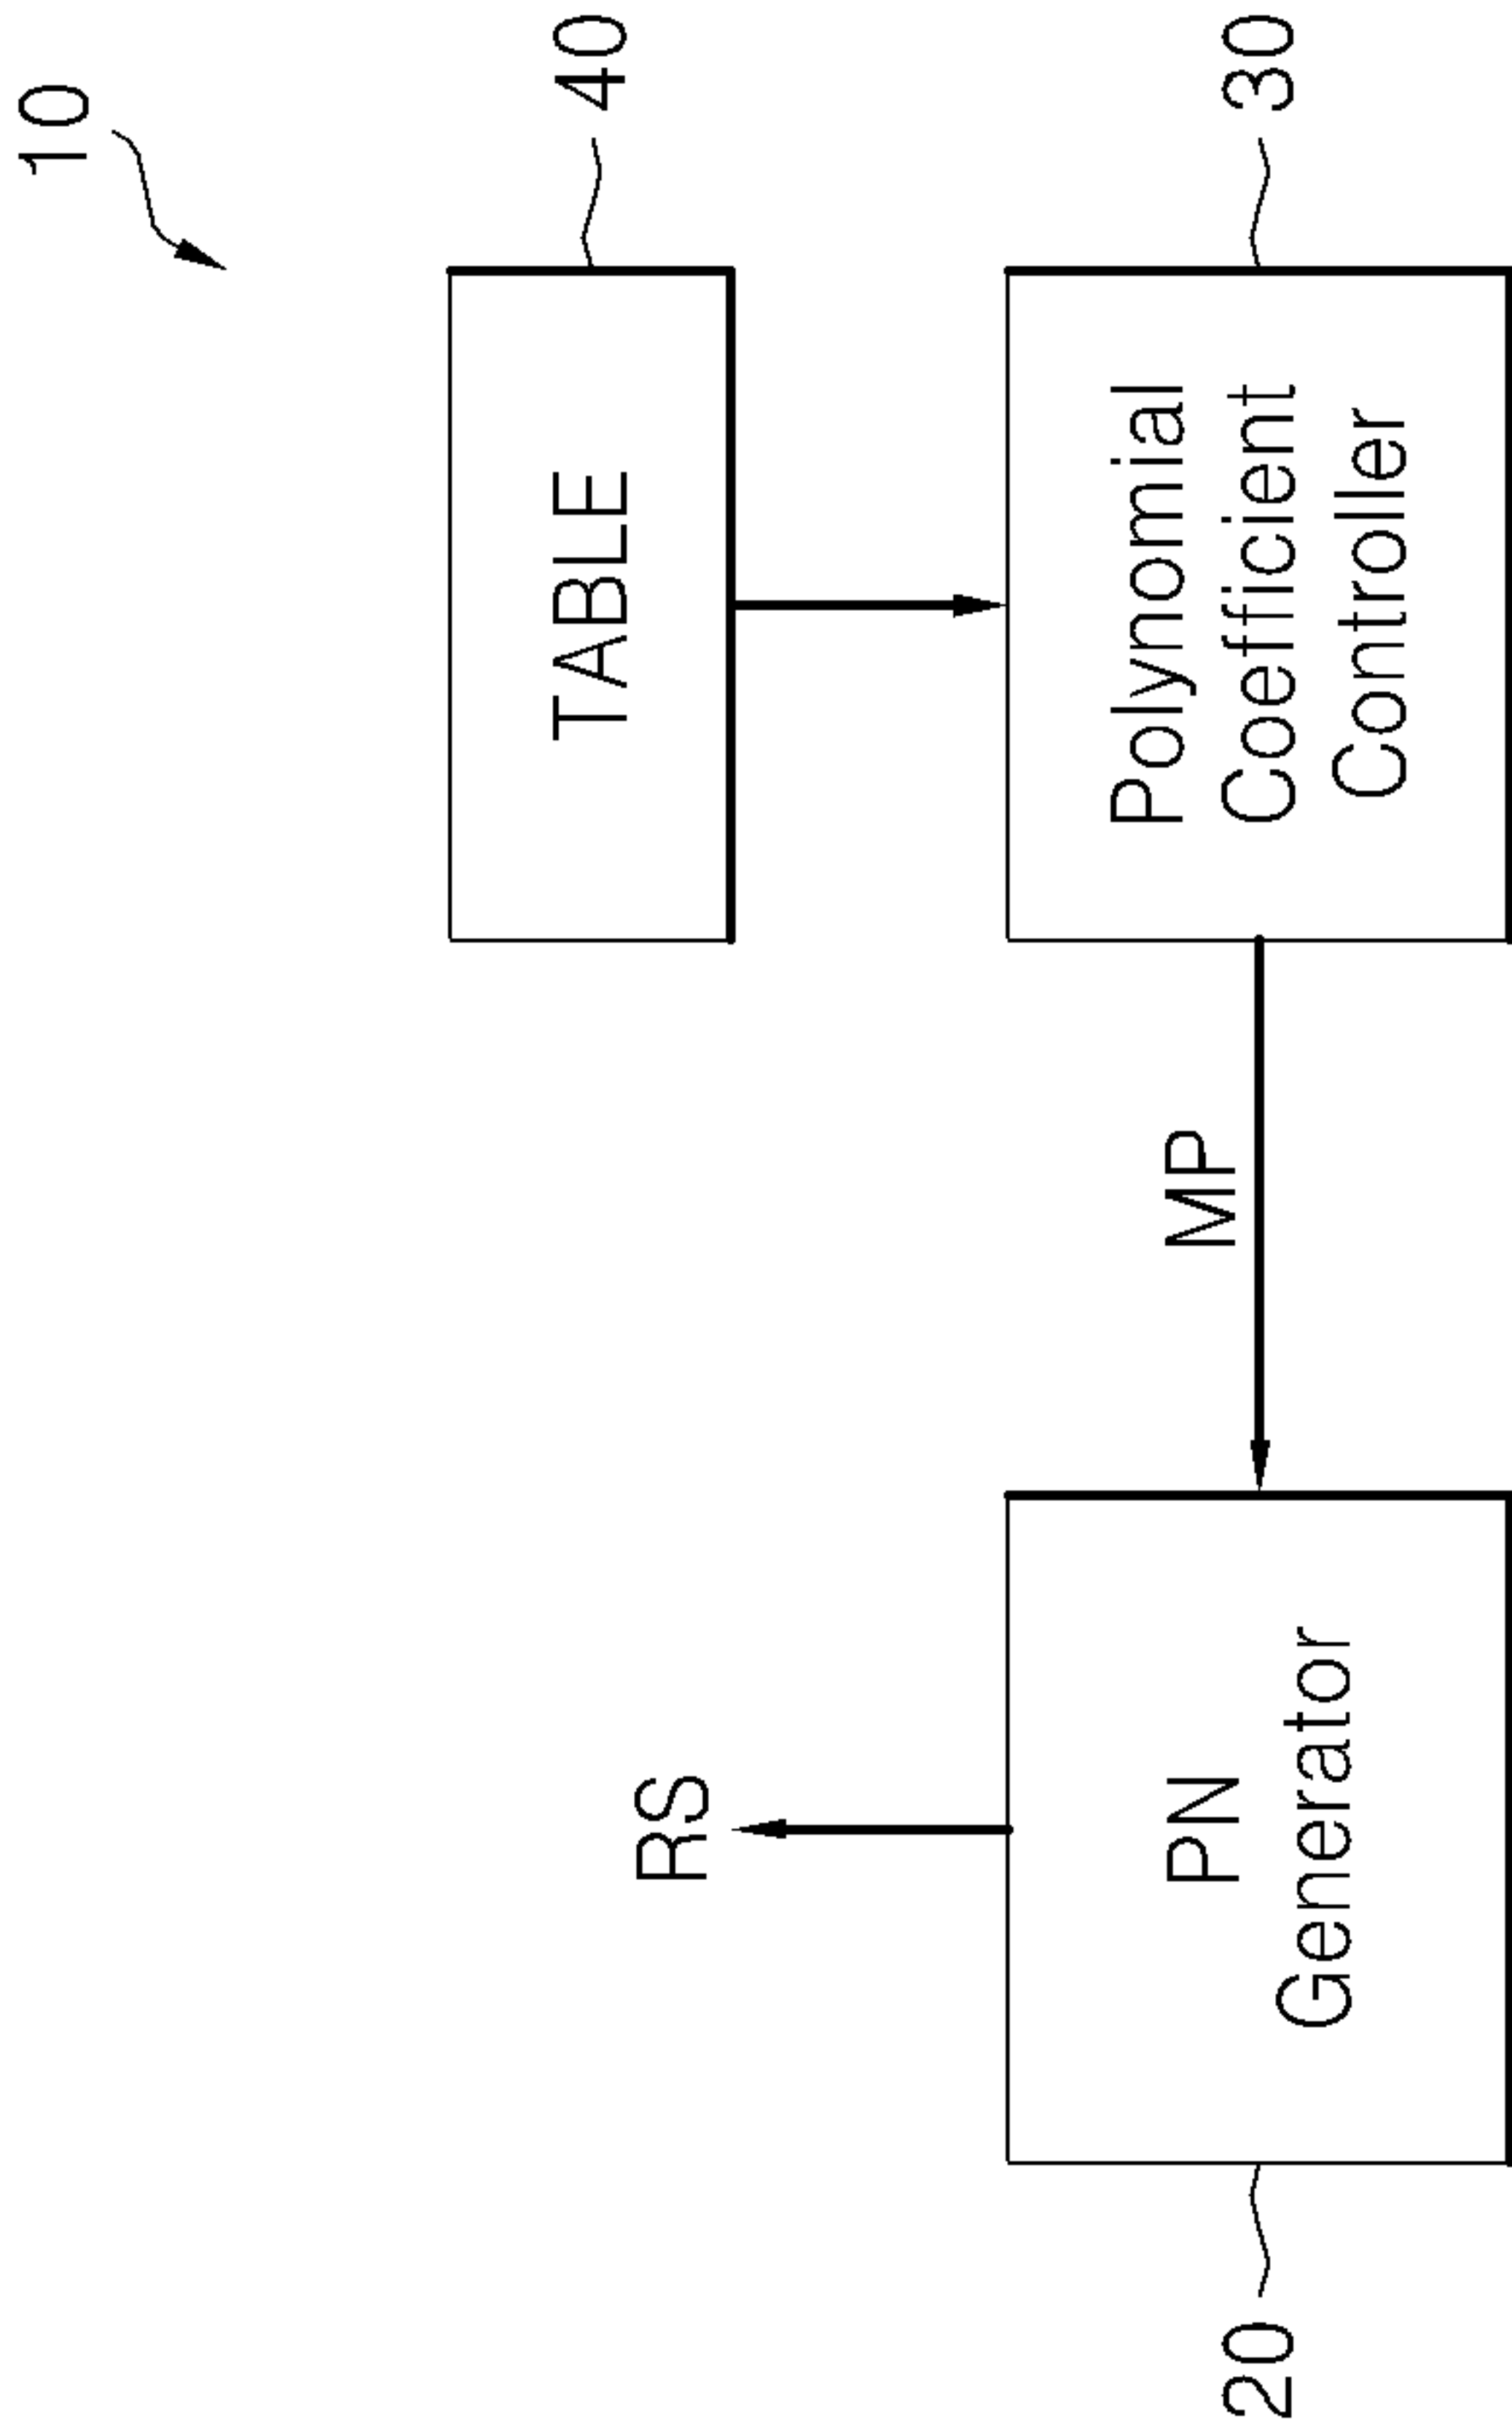 10
TABLE
40
RS
MP
PN
Generator
20
Polynomial
Coefficient
Controller
30